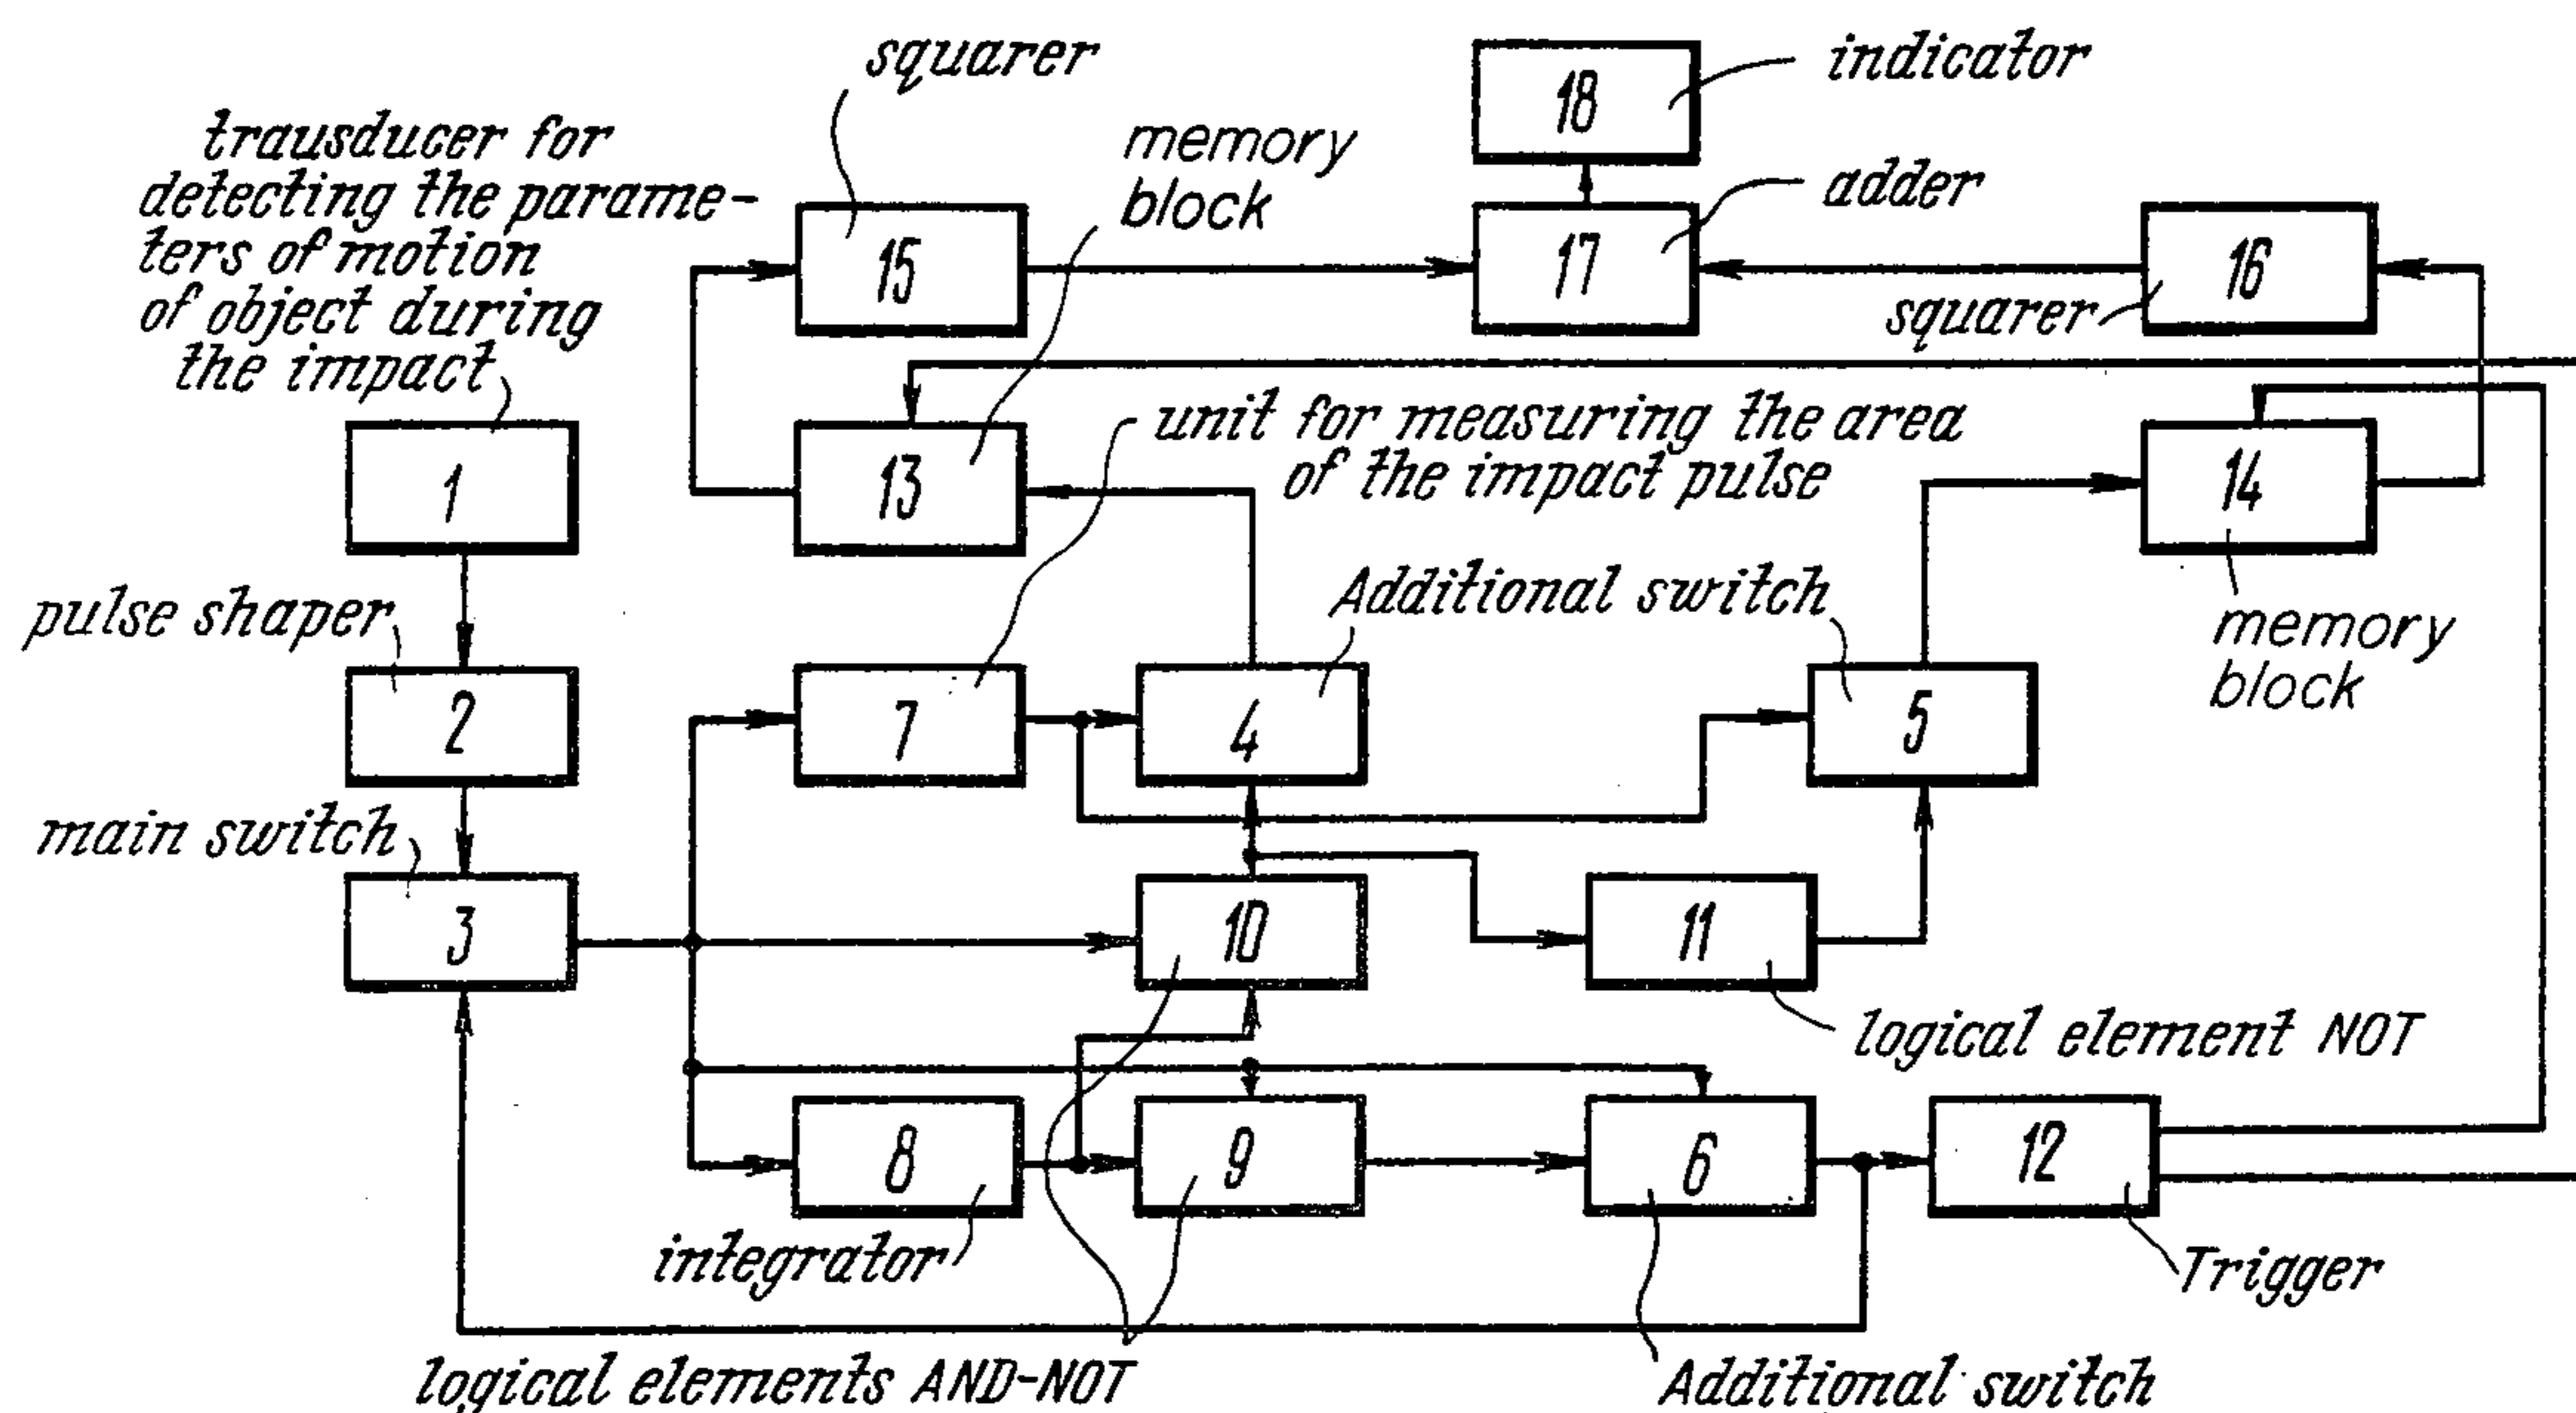 squarer
18
indicator
trausducer for
detecting the parame-
ters of motion
of object during
the impact
memory
block
adder
15
17
16
squarer
1
13
unit for measuring the area
of the impact pulse
14
memory
block
pulse shaper
Additional switch
2
7
4
5
main switch
3
10
11
logical element NOT
8
9
6
12
integrator
Trigger
logical elements AND-NOT
Additional switch